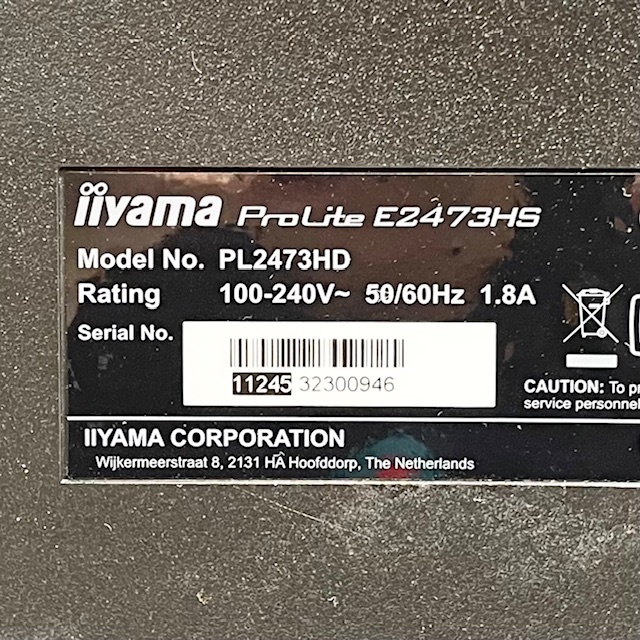 iiyama ProLite E2473HS
Model No. PL2473HD
Rating 100-240V~ 50/60Hz 1.8A
Serial No.
11245 32300946
CAUTION: To
service personnel
IIYAMA CORPORATION
Wijkermeerstraat 8, 2131 HA Hoofddorp, The Netherlands